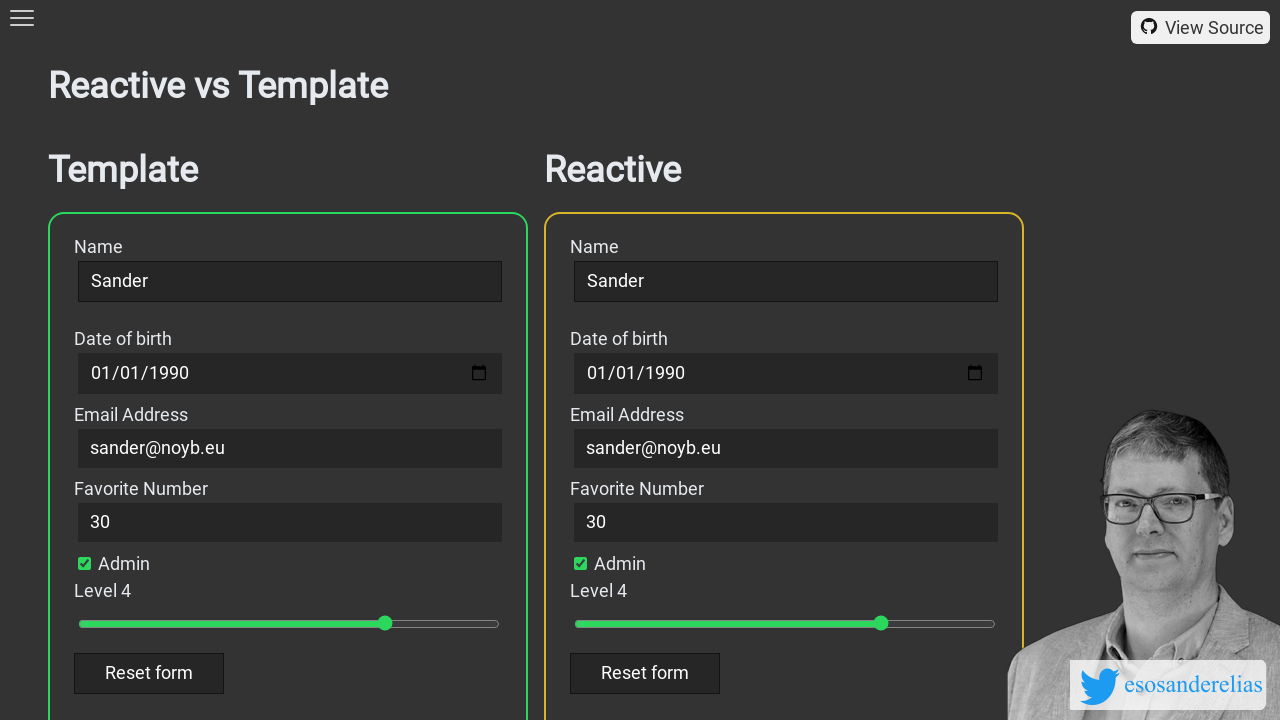 View Source
Reactive vs Template
Template
Name
Sander
Date of birth
01/01/1990
Email Address
sander@noyb.eu
Favorite Number
30
Admin
Level 4
Reset form
Reactive
Name
Sander
Date of birth
01/01/1990
Email Address
sander@noyb.eu
Favorite Number
30
Admin
Level 4
Reset form
esosanderelias